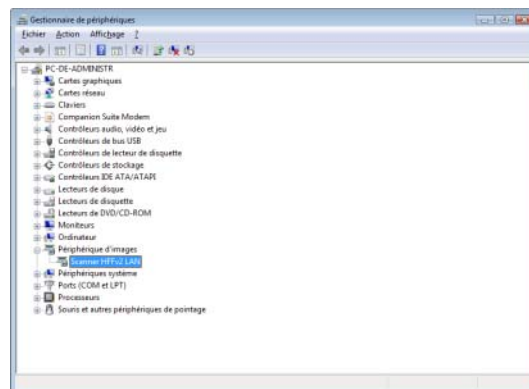 Gestionnaire de périphériques
Fichier Action Affichage ?
PC-DE-ADMINISTR
Cartes graphiques
Cartes réseau
Claviers
Companion Suite Modem
Contrôleurs audio, vidéo et jeu
Contrôleurs de bus USB
Contrôleurs de lecteur de disquette
Contrôleurs de stockage
Contrôleurs IDE ATA/ATAPI
Lecteurs de disque
Lecteurs de disquette
Lecteurs de DVD/CD-ROM
Moniteurs
Ordinateur
Périphérique d'images
Scanner HFFv2 LAN
Périphériques système
Ports (COM et LPT)
Processeurs
Souris et autres périphériques de pointage